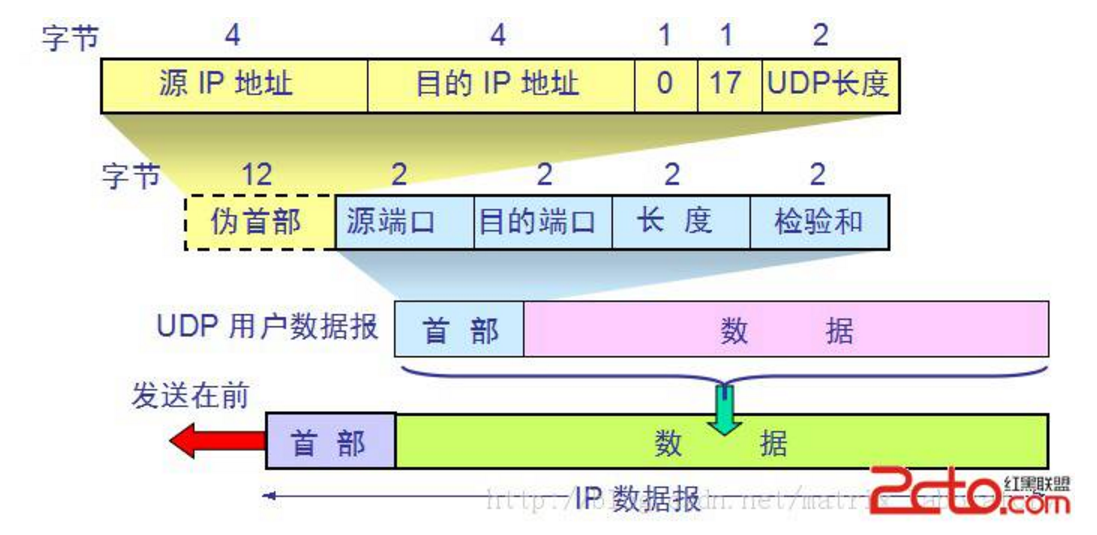 字节 4 4 1 1 2
源 IP 地址 目的 IP 地址 0 17 UDP长度
字节 12 2 2 2 2
伪首部 源端口 目的端口 长 度 检验和
UDP 用户数据报 首 部 数 据
发送在前
首 部 数 据
IP 数据报
http://blog.csdn.net/matrix_
2cto.com
红黑联盟